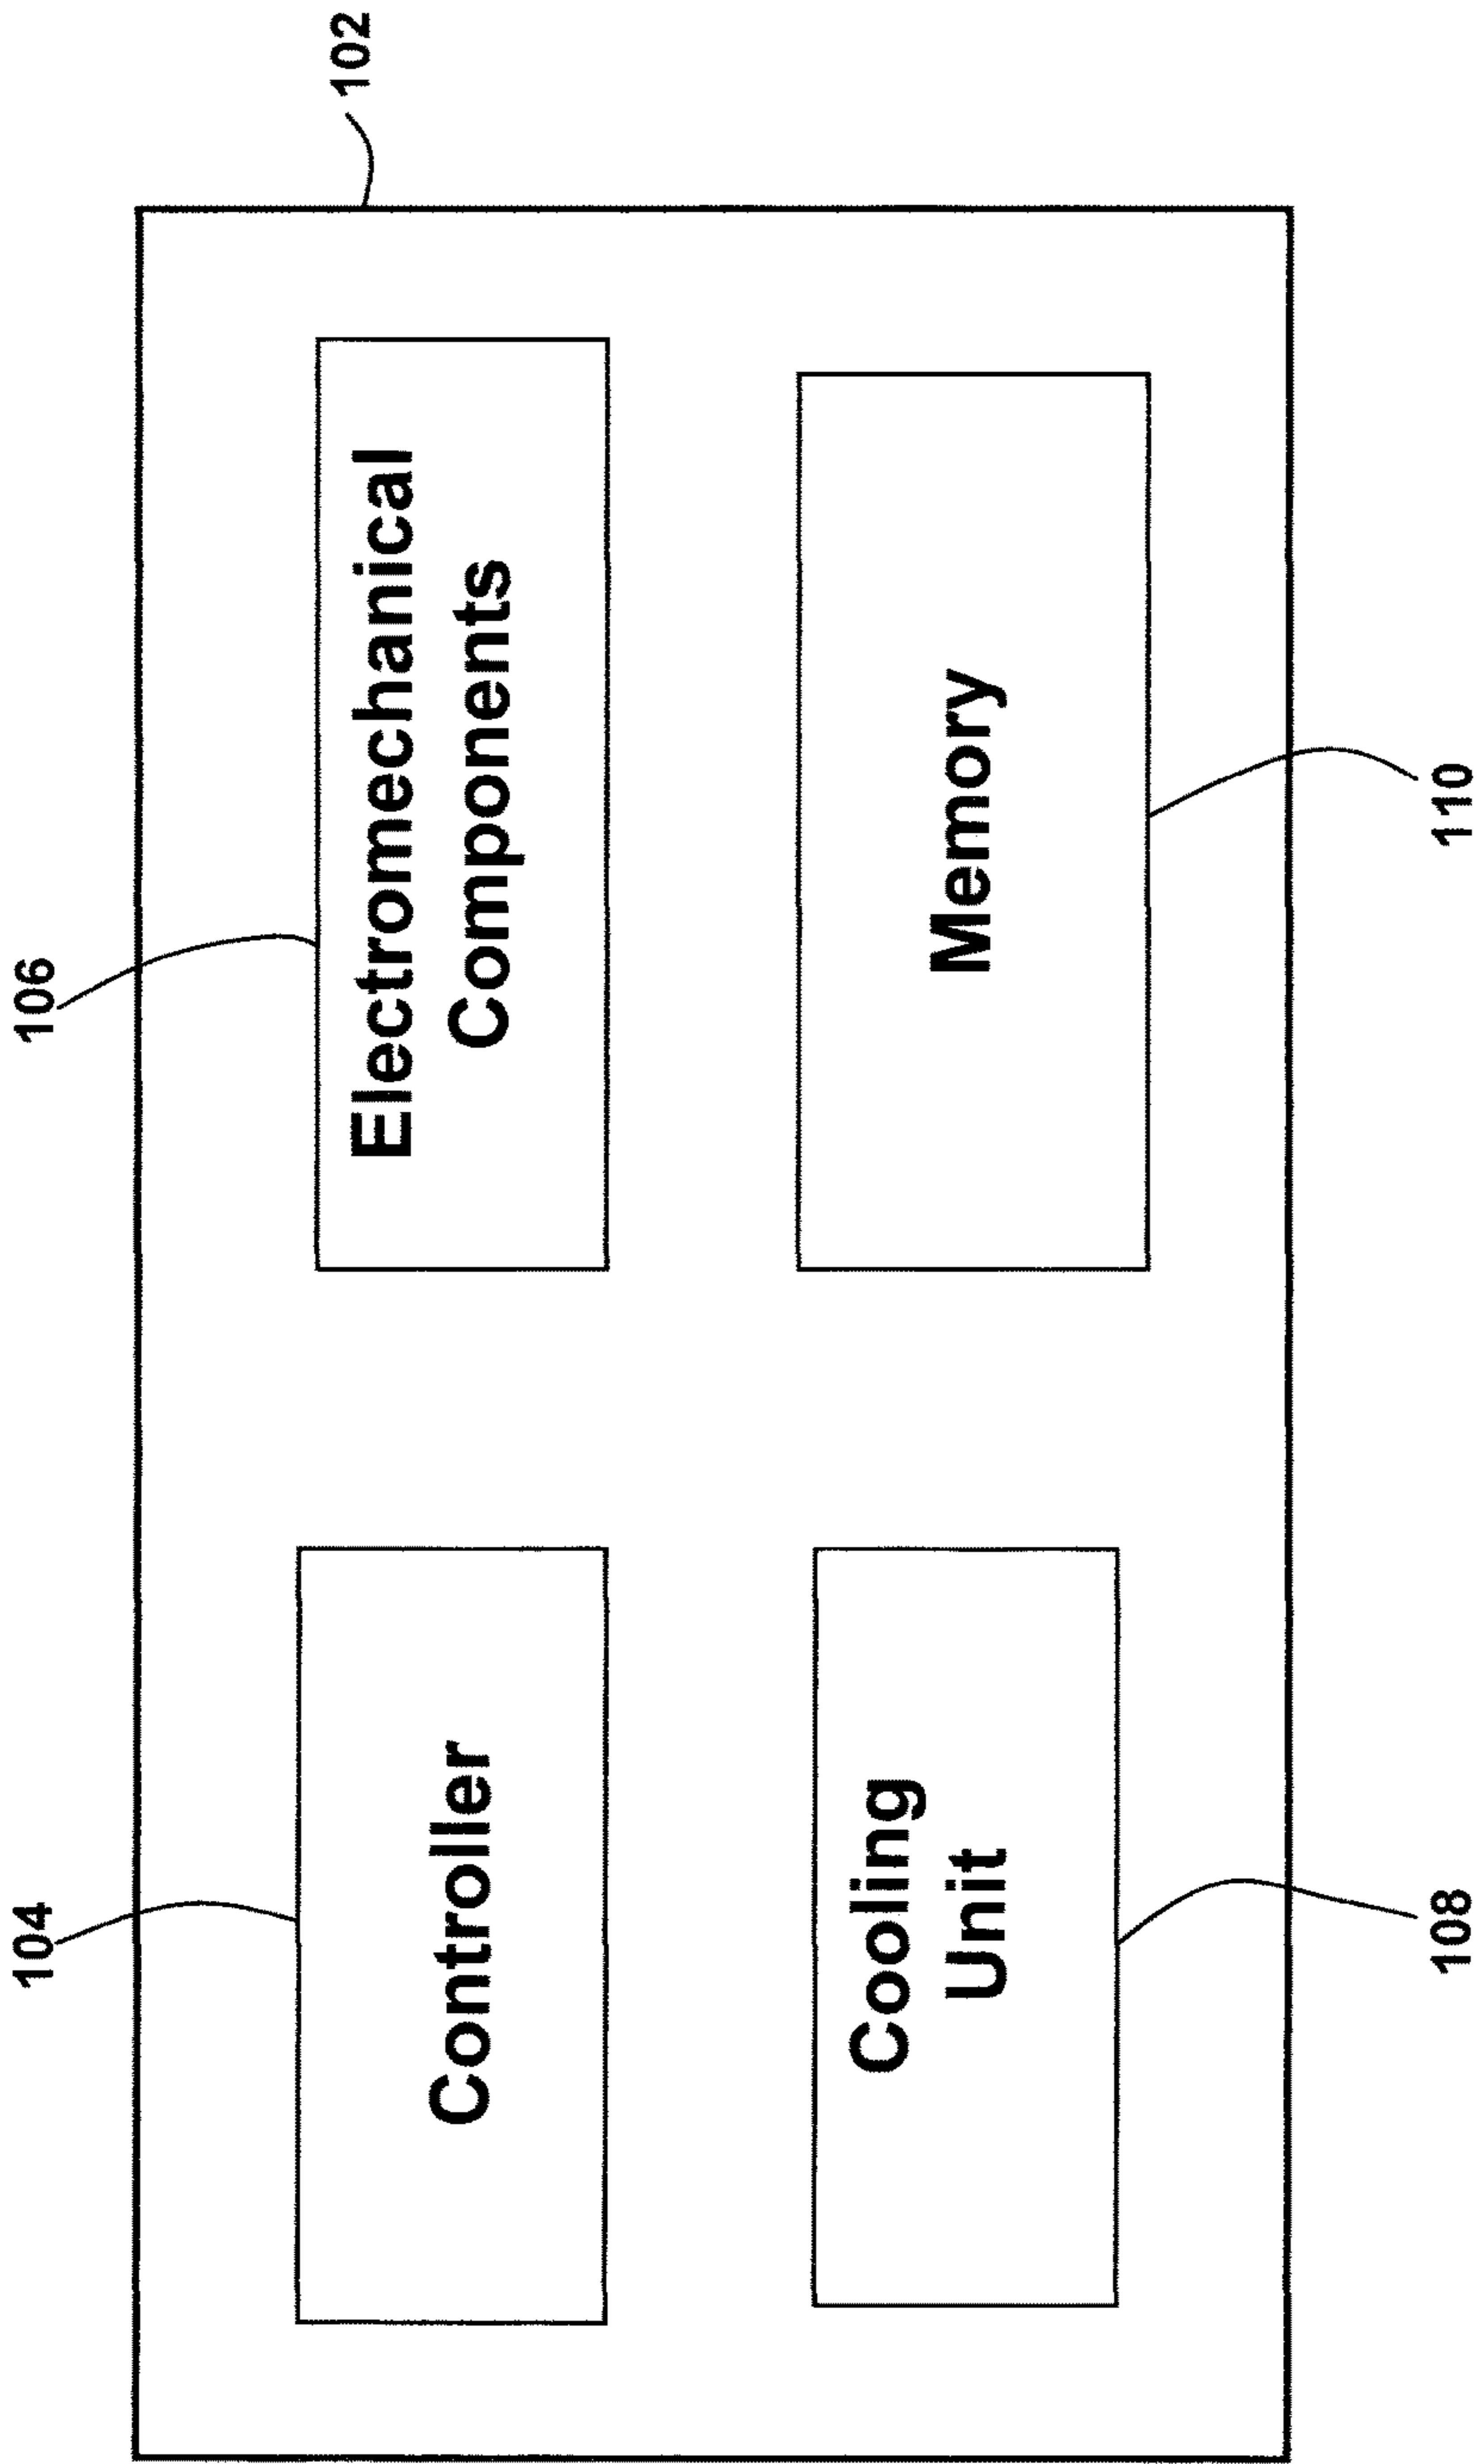 102
104
106
Controller
Electromechanical
Components
Cooling
Unit
Memory
108
110